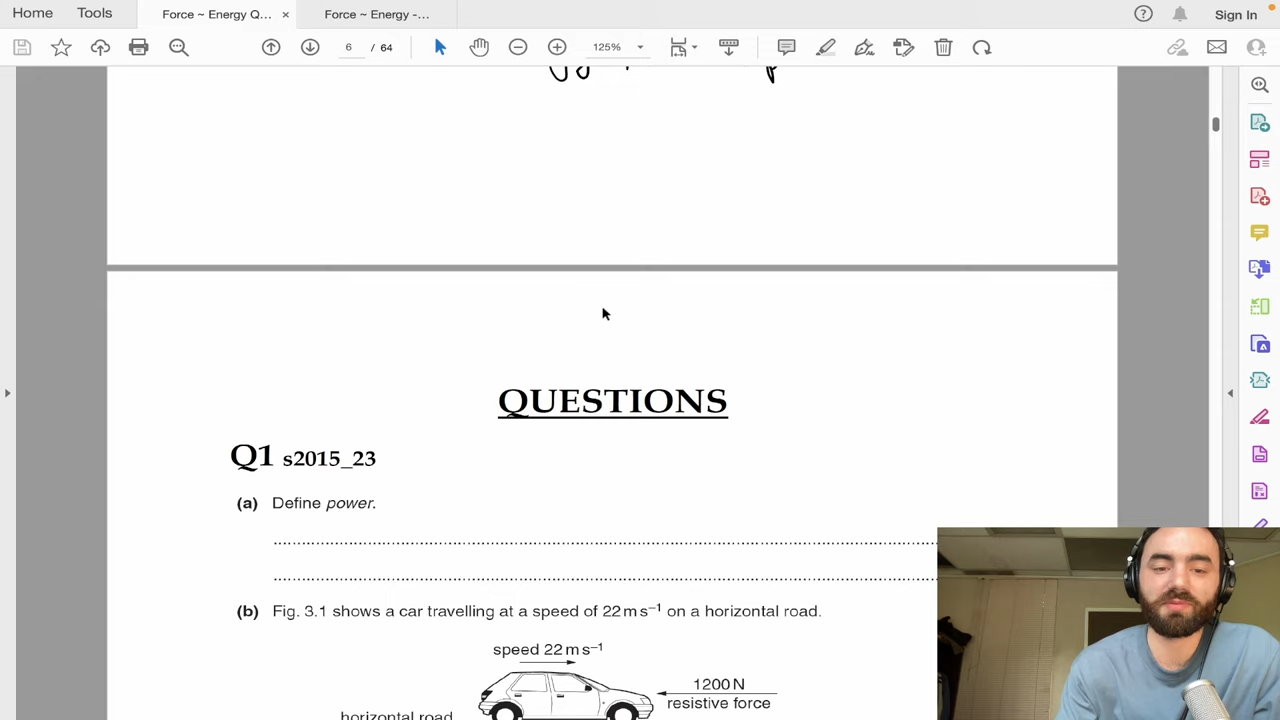 Home Tools Force ~ Energy Q... × Force ~ Energy -... Sign In
6 / 64 125%
QUESTIONS
Q1 s2015_23
(a) Define power.
(b) Fig. 3.1 shows a car travelling at a speed of 22 m s⁻¹ on a horizontal road.
speed 22 m s⁻¹
1200 N
resistive force
horizontal road